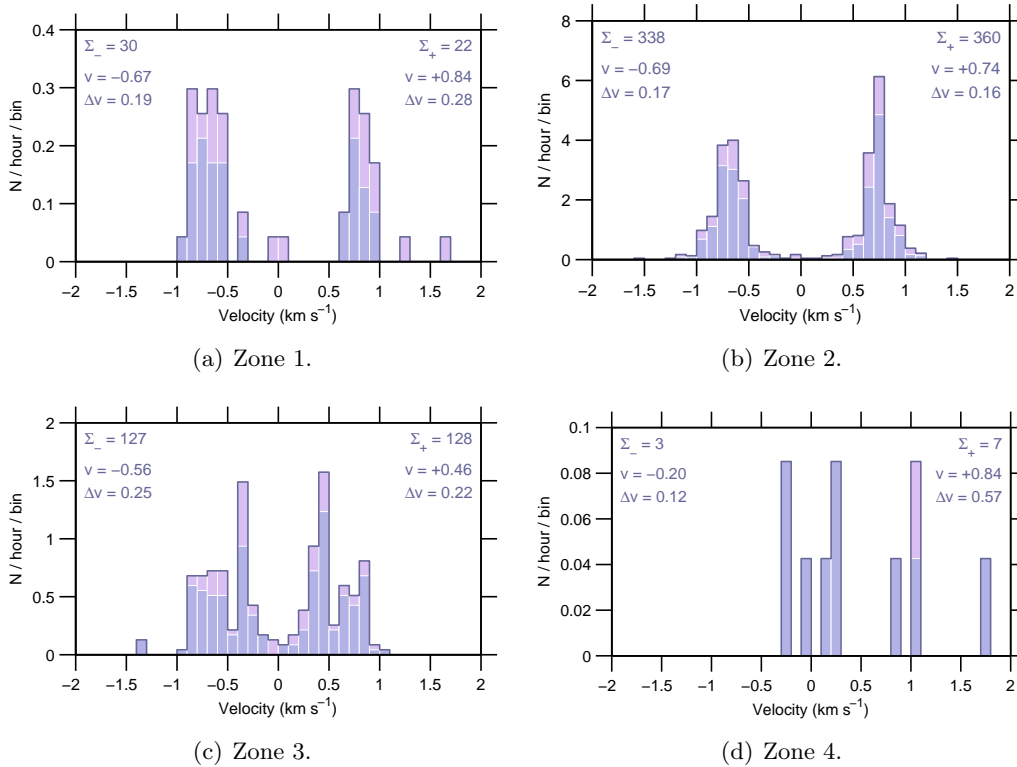 0.4
0.3
0.2
0.1
0
N / hour / bin
Σ− = 30
v = −0.67
Δv = 0.19
Σ+ = 22
v = +0.84
Δv = 0.28
−2 −1.5 −1 −0.5 0 0.5 1 1.5 2
Velocity (km s−1)
(a) Zone 1.
8
6
4
2
0
N / hour / bin
Σ− = 338
v = −0.69
Δv = 0.17
Σ+ = 360
v = +0.74
Δv = 0.16
−2 −1.5 −1 −0.5 0 0.5 1 1.5 2
Velocity (km s−1)
(b) Zone 2.
2
1.5
1
0.5
0
N / hour / bin
Σ− = 127
v = −0.56
Δv = 0.25
Σ+ = 128
v = +0.46
Δv = 0.22
−2 −1.5 −1 −0.5 0 0.5 1 1.5 2
Velocity (km s−1)
(c) Zone 3.
0.1
0.08
0.06
0.04
0.02
0
N / hour / bin
Σ− = 3
v = −0.20
Δv = 0.12
Σ+ = 7
v = +0.84
Δv = 0.57
−2 −1.5 −1 −0.5 0 0.5 1 1.5 2
Velocity (km s−1)
(d) Zone 4.